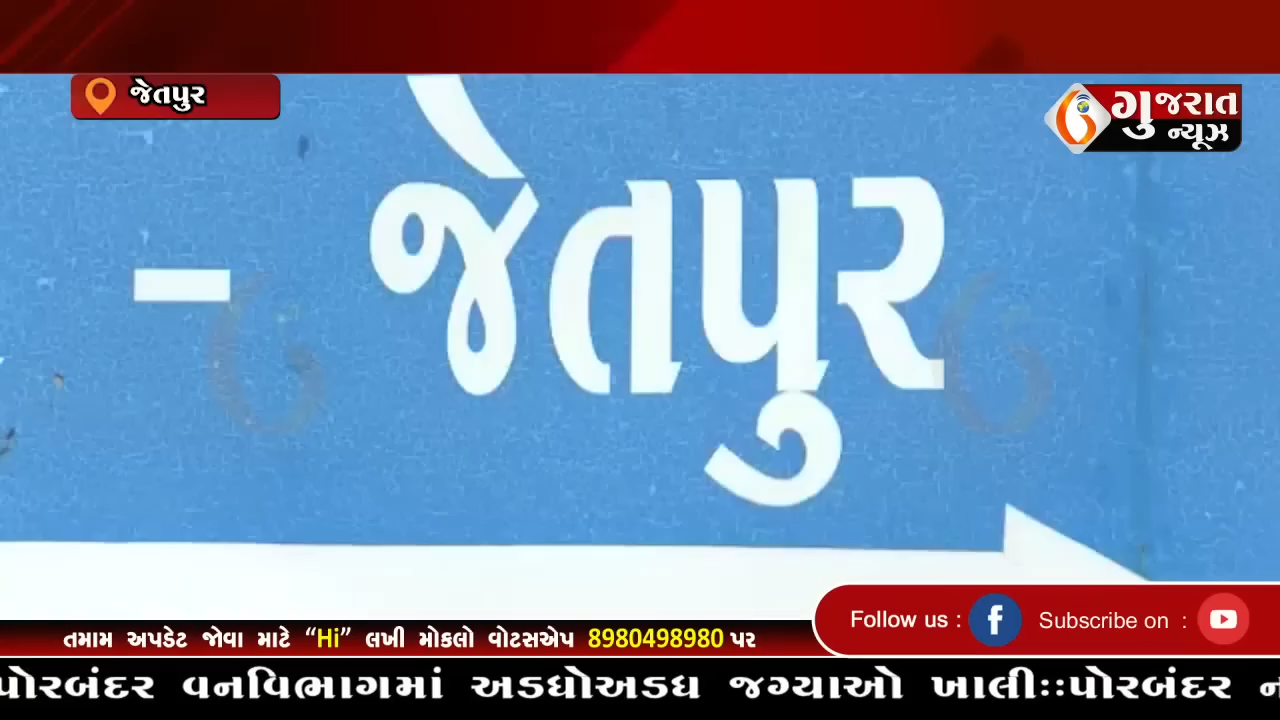 જેતપુર
ગુજરાત
ન્યૂઝ
– જેતપુર
Follow us :
Subscribe on :
તમામ અપડેટ જોવા માટે “Hi” લખી મોકલો વોટસએપ 8980498980 પર
પોરબંદર વનવિભાગમાં અડધોઅડધ જગ્યાઓ ખાલી::પોરબંદર